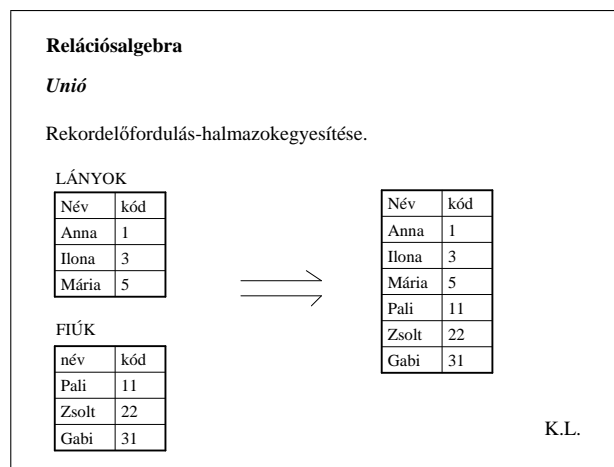 Relációsalgebra
Unió
Rekordelőfordulás-halmazokegyesítése.
LÁNYOK
Név kód
Anna 1
Ilona 3
Mária 5
FIÚK
név kód
Pali 11
Zsolt 22
Gabi 31
Név kód
Anna 1
Ilona 3
Mária 5
Pali 11
Zsolt 22
Gabi 31
K.L.